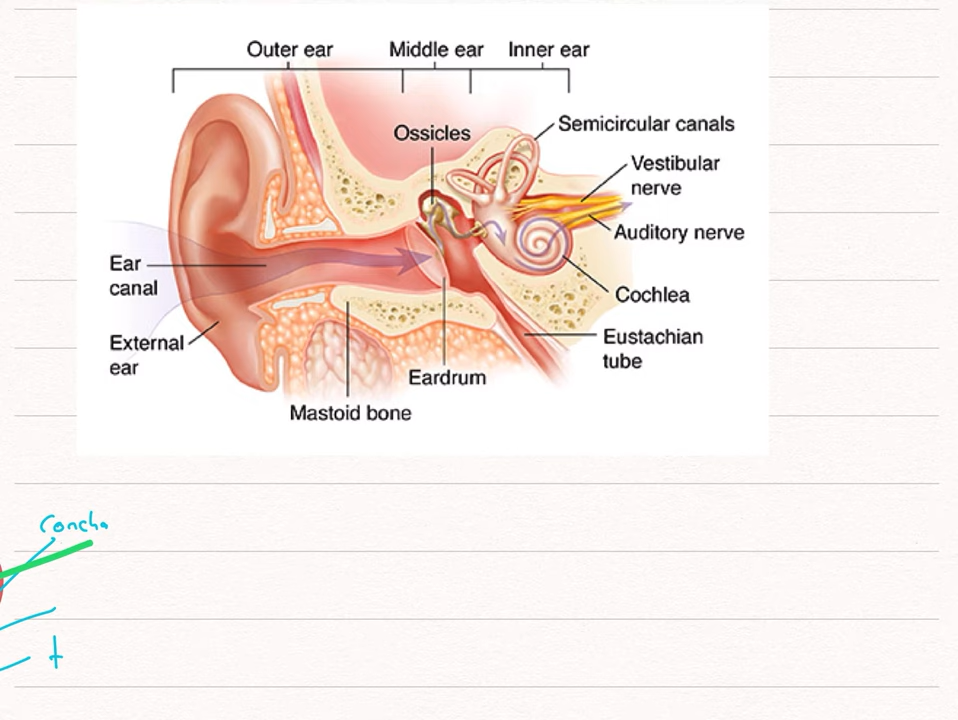 Outer ear
Middle ear
Inner ear
Ossicles
Semicircular canals
Vestibular
nerve
Auditory nerve
Ear
canal
Cochlea
External
ear
Eustachian
tube
Eardrum
Mastoid bone
Concha
t